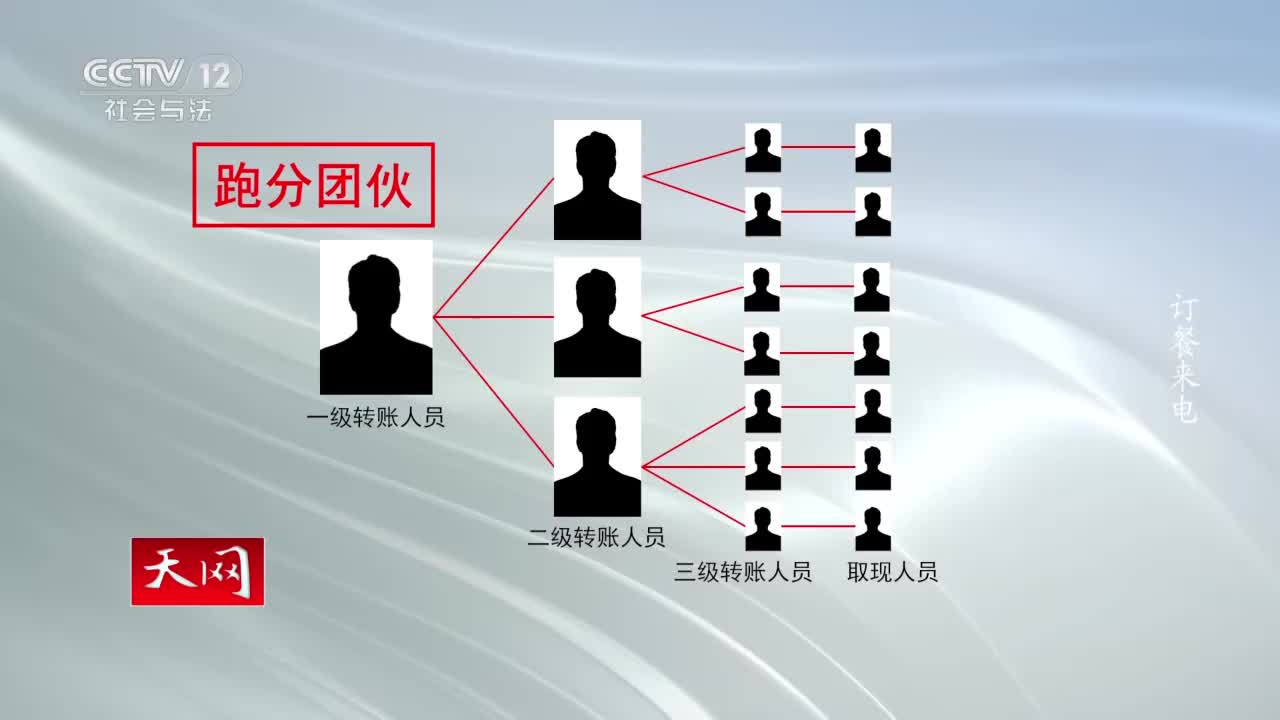 CCTV 12
社会与法
跑分团伙
一级转账人员
二级转账人员
三级转账人员
取现人员
订餐来电
天网